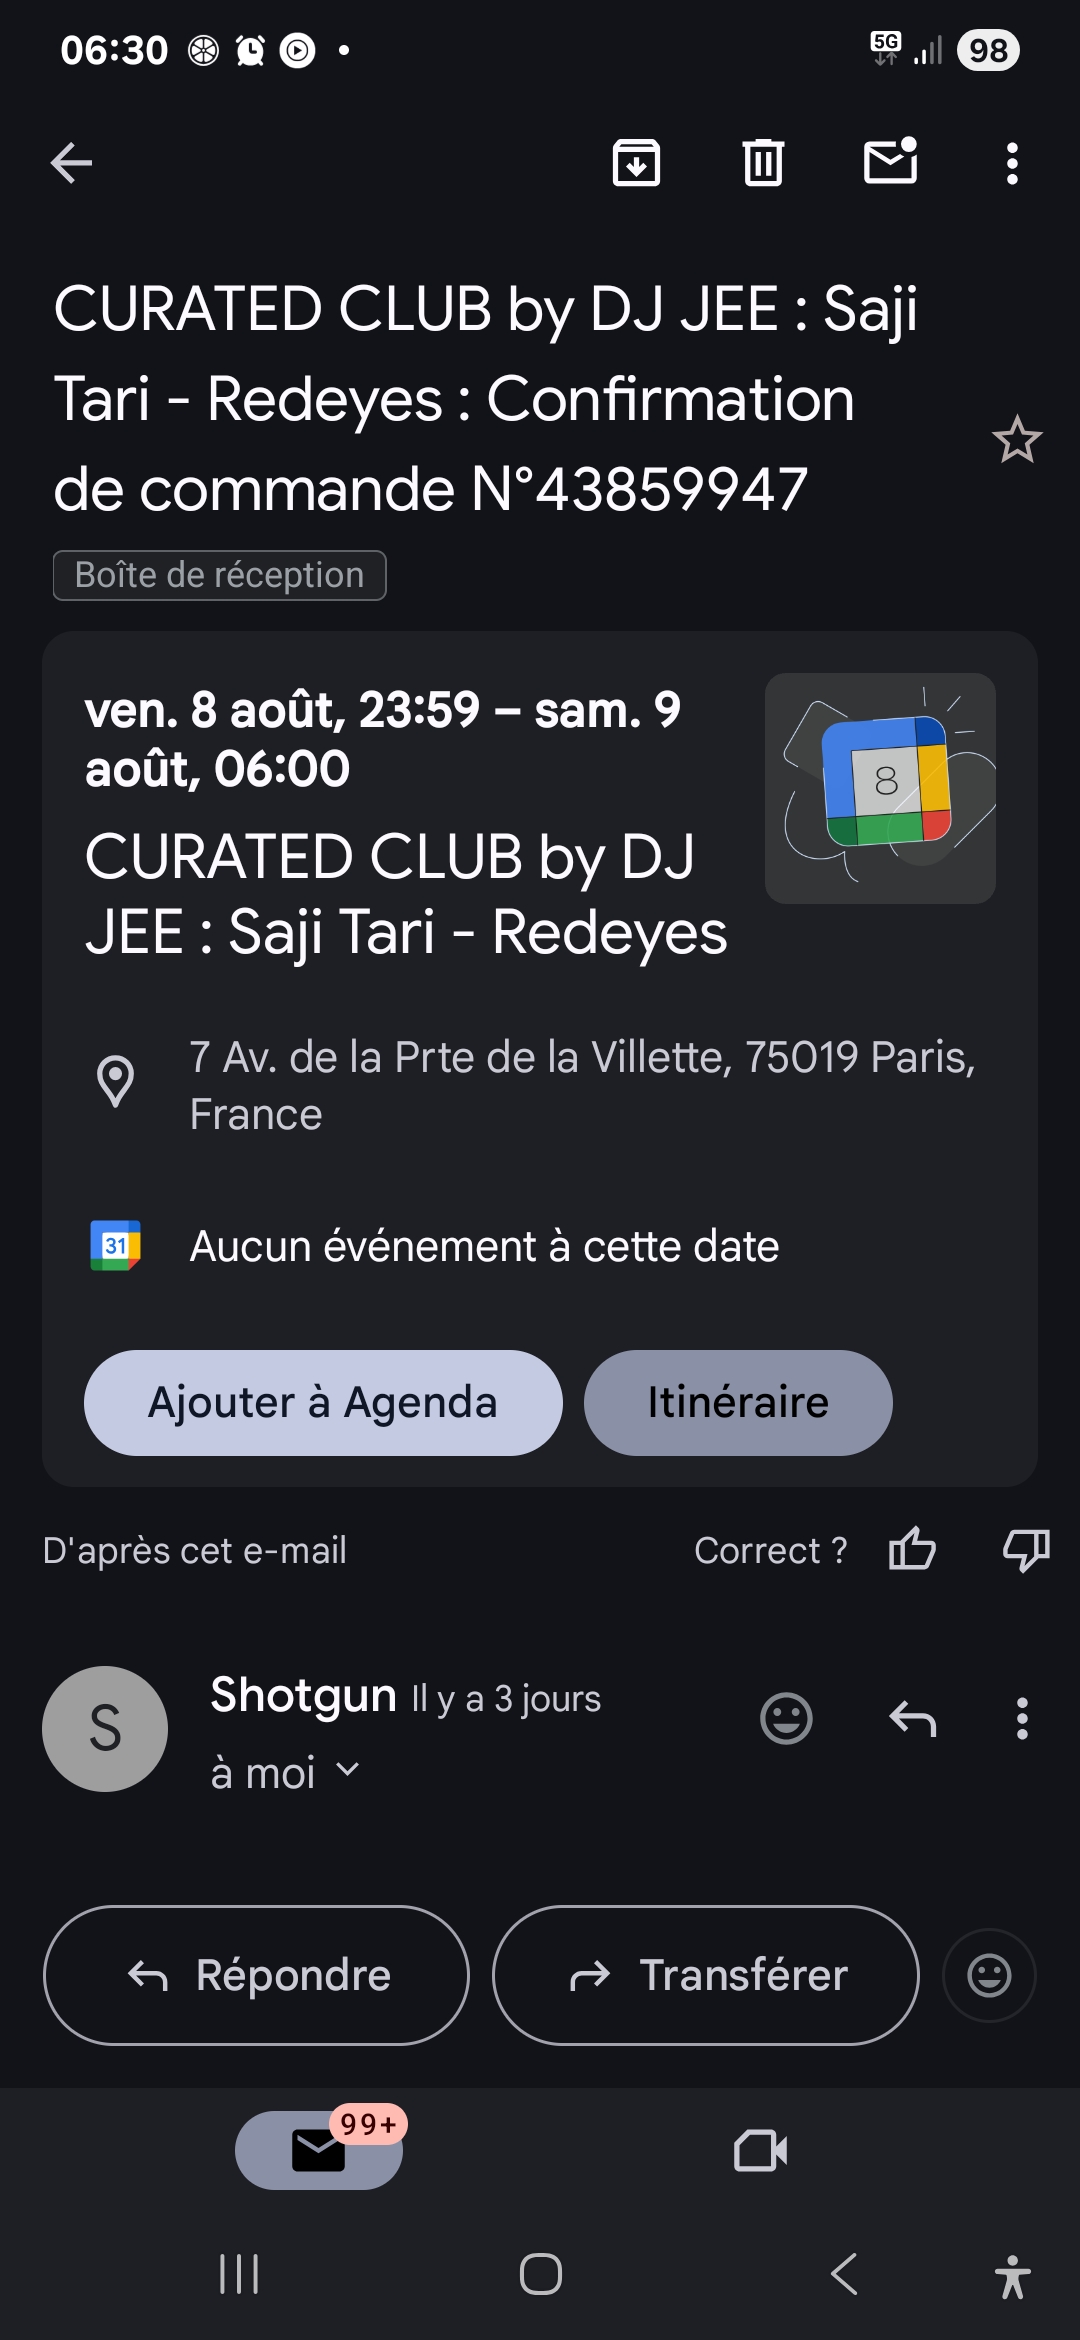 06:30
5G
98
CURATED CLUB by DJ JEE : Saji
Tari - Redeyes : Confirmation
de commande N°43859947
Boîte de réception
ven. 8 août, 23:59 – sam. 9
août, 06:00
8
CURATED CLUB by DJ
JEE : Saji Tari - Redeyes
7 Av. de la Prte de la Villette, 75019 Paris,
France
31
Aucun événement à cette date
Ajouter à Agenda
Itinéraire
D'après cet e-mail
Correct ?
S
Shotgun Il y a 3 jours
à moi
Répondre
Transférer
99+